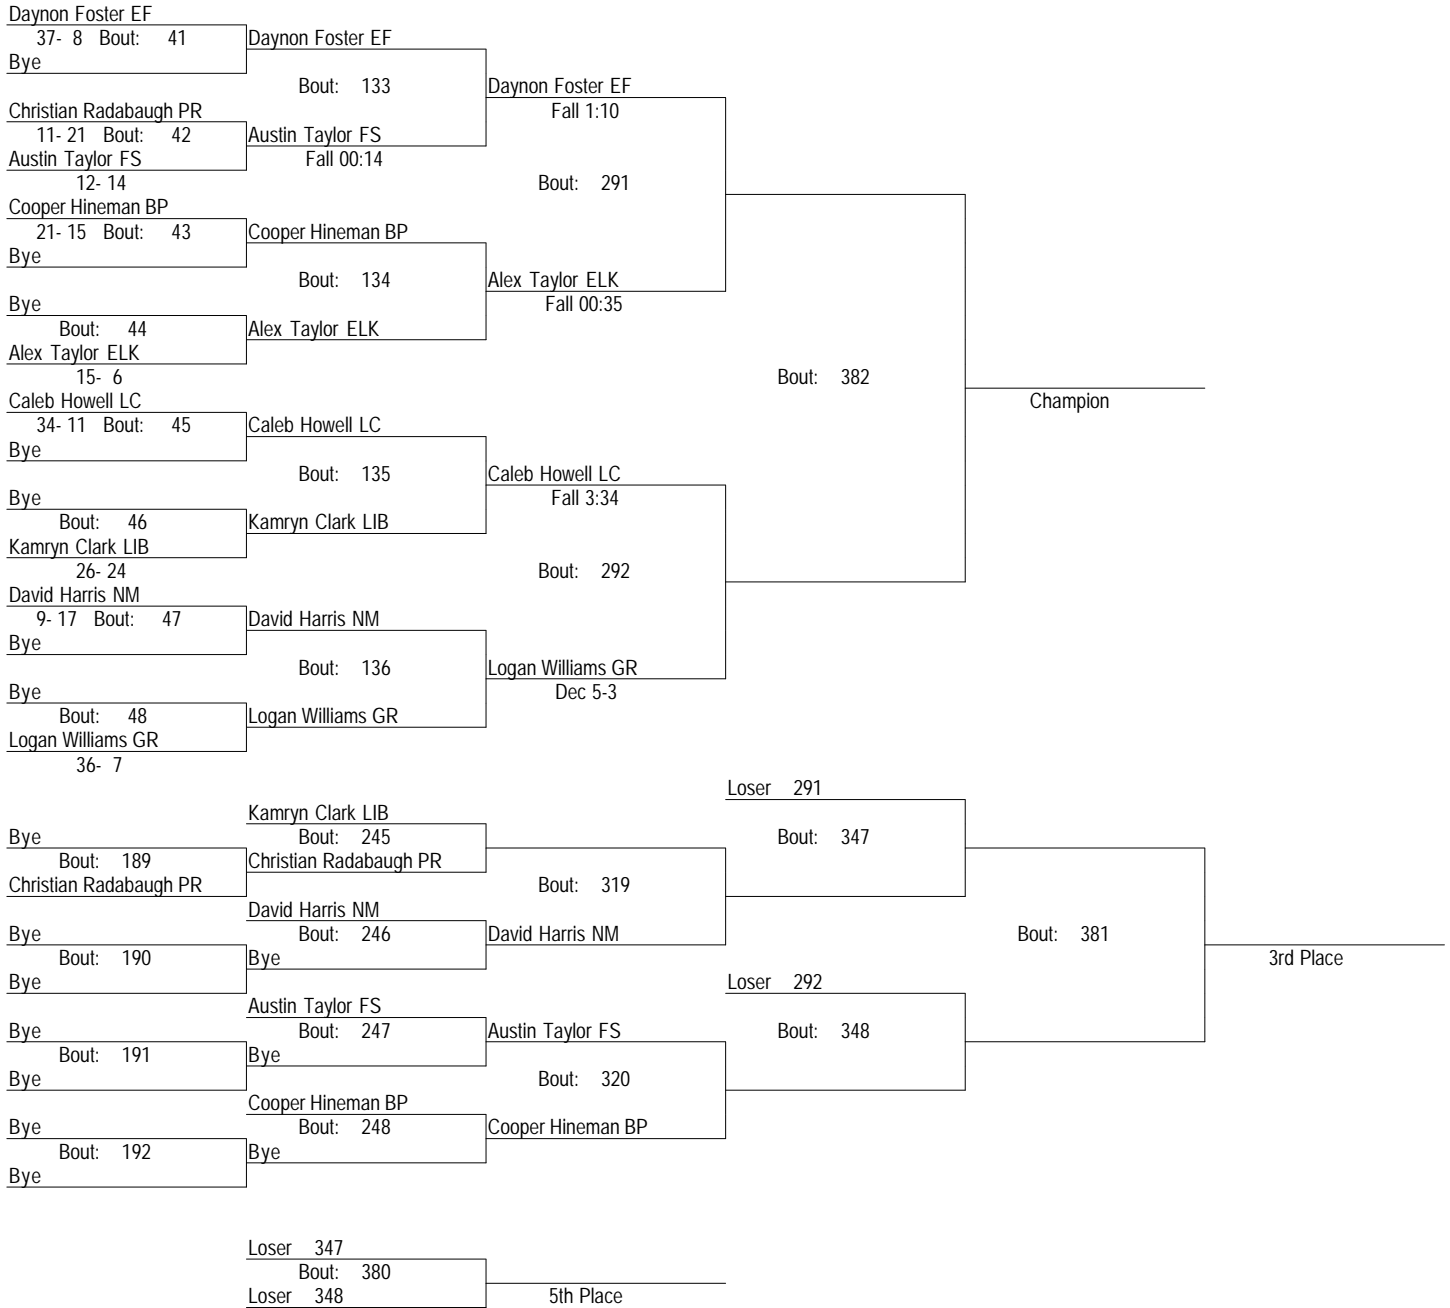 Daynon Foster EF
37- 8 Bout: 41
Daynon Foster EF
Bye
Bout: 133
Daynon Foster EF
Christian Radabaugh PR
Fall 1:10
11- 21 Bout: 42
Austin Taylor FS
Austin Taylor FS
Fall 00:14
12- 14
Bout: 291
Cooper Hineman BP
21- 15 Bout: 43
Cooper Hineman BP
Bye
Bout: 134
Alex Taylor ELK
Bye
Fall 00:35
Bout: 44
Alex Taylor ELK
Alex Taylor ELK
15- 6
Bout: 382
Caleb Howell LC
Champion
34- 11 Bout: 45
Caleb Howell LC
Bye
Bout: 135
Caleb Howell LC
Bye
Fall 3:34
Bout: 46
Kamryn Clark LIB
Kamryn Clark LIB
26- 24
Bout: 292
David Harris NM
9- 17 Bout: 47
David Harris NM
Bye
Bout: 136
Logan Williams GR
Bye
Dec 5-3
Bout: 48
Logan Williams GR
Logan Williams GR
36- 7
Loser 291
Kamryn Clark LIB
Bye
Bout: 245
Bout: 347
Bout: 189
Christian Radabaugh PR
Christian Radabaugh PR
Bout: 319
David Harris NM
Bye
Bout: 246
David Harris NM
Bout: 381
Bout: 190
Bye
3rd Place
Bye
Loser 292
Austin Taylor FS
Bye
Bout: 247
Austin Taylor FS
Bout: 348
Bout: 191
Bye
Bye
Bout: 320
Cooper Hineman BP
Bye
Bout: 248
Cooper Hineman BP
Bout: 192
Bye
Bye
Loser 347
Bout: 380
Loser 348
5th Place